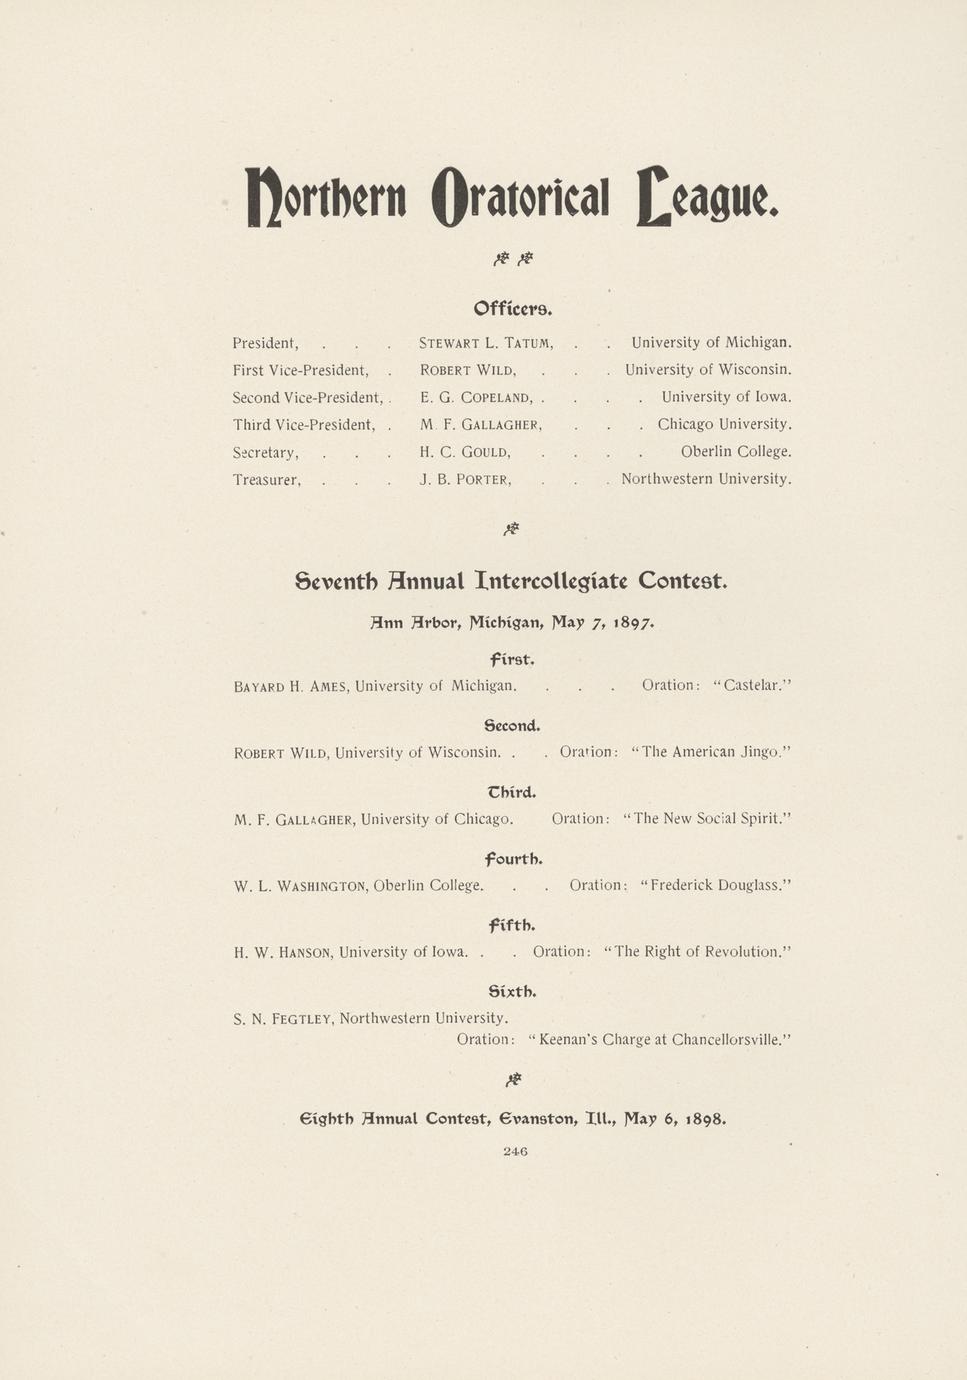 Northern Oratorical League.
Officers.
President, . . . STEWART L. TATUM, . . University of Michigan.
First Vice-President, . ROBERT WILD, . . . University of Wisconsin.
Second Vice-President, . E. G. COPELAND, . . . . University of Iowa.
Third Vice-President, . M. F. GALLAGHER, . . . Chicago University.
Secretary, . . . H. C. GOULD, . . . . Oberlin College.
Treasurer, . . . J. B. PORTER, . . . Northwestern University.
Seventh Annual Intercollegiate Contest.
Ann Arbor, Michigan, May 7, 1897.
First.
BAYARD H. AMES, University of Michigan. . . . Oration: "Castelar."
Second.
ROBERT WILD, University of Wisconsin. . . Oration: "The American Jingo."
Third.
M. F. GALLAGHER, University of Chicago. Oration: "The New Social Spirit."
Fourth.
W. L. WASHINGTON, Oberlin College. . . Oration: "Frederick Douglass."
Fifth.
H. W. HANSON, University of Iowa. . . Oration: "The Right of Revolution."
Sixth.
S. N. FEGTLEY, Northwestern University.
Oration: "Keenan's Charge at Chancellorsville."
Eighth Annual Contest, Evanston, Ill., May 6, 1898.
246